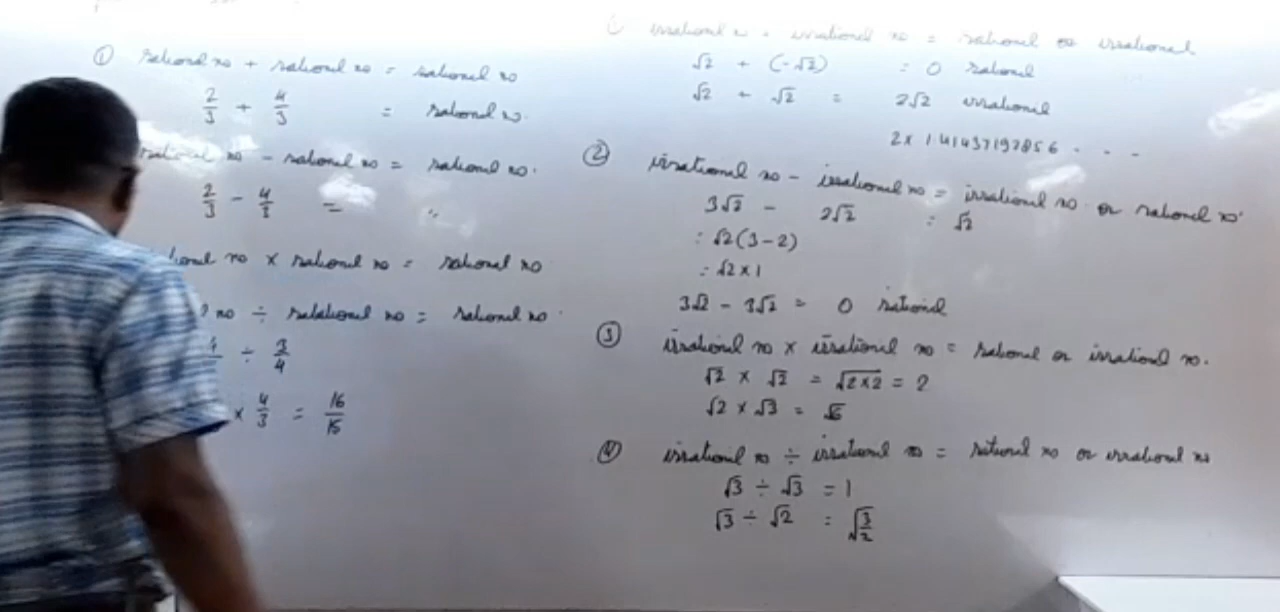 ① rational no + rational no = rational no
2/3 + 4/3 = rational no.
rational no - rational no = rational no.
2/3 - 4/3 = "
tional no × rational no = rational no
no ÷ ratational no = rational no.
4 ÷ 3/4
× 4/3 = 16/15
irrational n + irrational no = rational or irrational
√2 + (-√2) = 0 rational
√2 + √2 = 2√2 irrational
2 × 1.41437192856 . . -
② irrational no - irrational no = irrational no or rational no.
3√2 - 2√2 = √2
: √2(3-2)
: √2 × 1
3√2 - 3√2 = 0 rational
③ irrational no × irrational no = rational or irrational no.
√2 × √2 = √2×2 = 2
√2 × √3 = √6
④ irrational no ÷ irrational no = rational no or irrational no
√3 ÷ √3 = 1
√3 ÷ √2 = √3/2